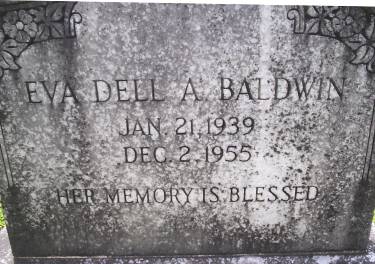 EVA DELL A. BALDWIN
JAN. 21, 1939
DEC. 2, 1955
HER MEMORY IS BLESSED